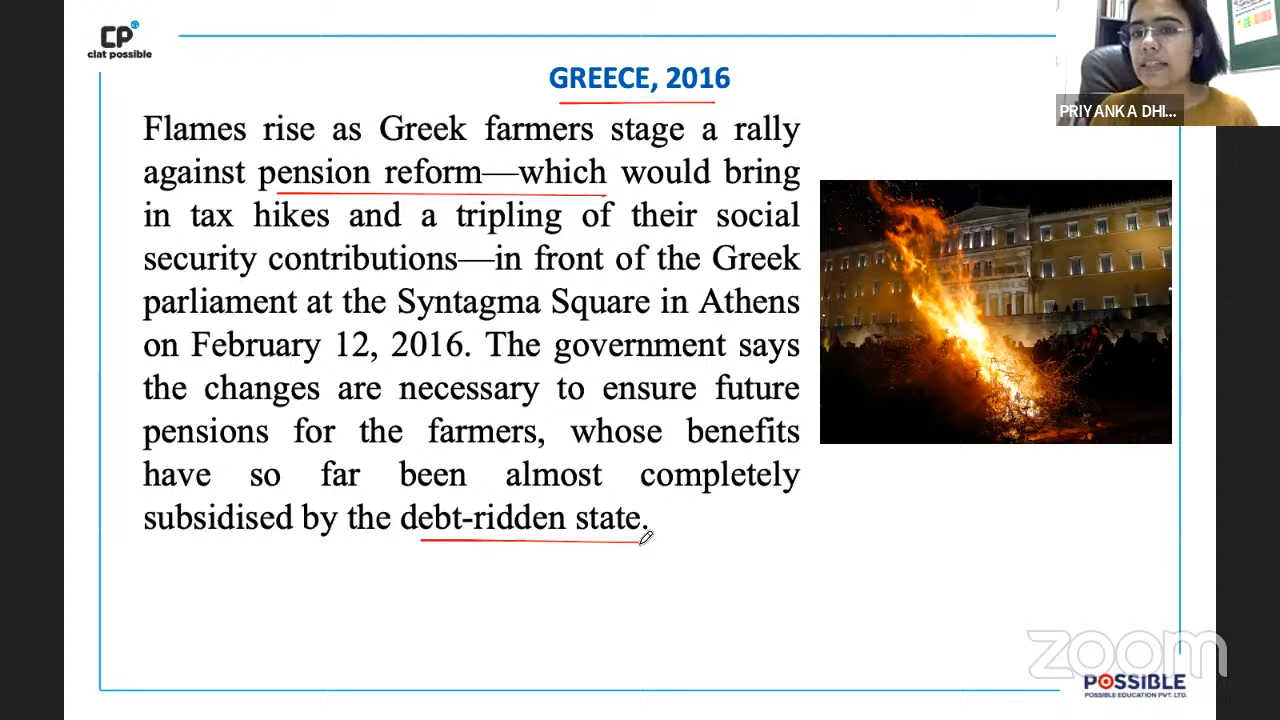 CP
clat possible
GREECE, 2016
PRIYANKA DHI...
Flames rise as Greek farmers stage a rally
against pension reform—which would bring
in tax hikes and a tripling of their social
security contributions—in front of the Greek
parliament at the Syntagma Square in Athens
on February 12, 2016. The government says
the changes are necessary to ensure future
pensions for the farmers, whose benefits
have so far been almost completely
subsidised by the debt-ridden state.
zoom
POSSIBLE
POSSIBLE EDUCATION PVT. LTD.